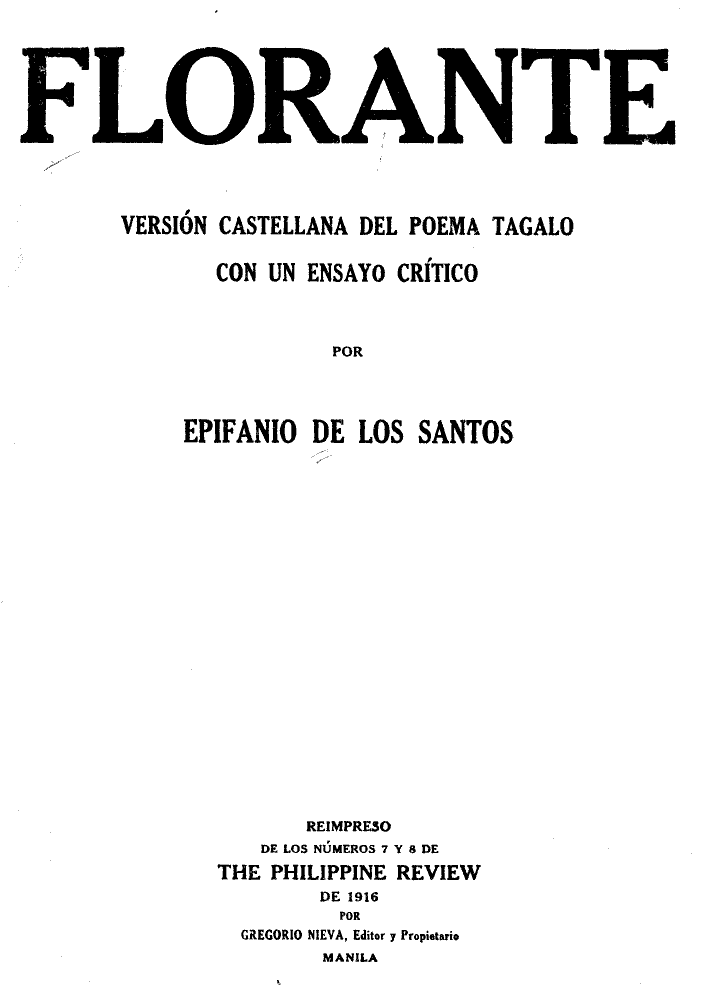 FLORANTE
VERSIÓN CASTELLANA DEL POEMA TAGALO
CON UN ENSAYO CRÍTICO
POR
EPIFANIO DE LOS SANTOS
REIMPRESO
DE LOS NÚMEROS 7 Y 8 DE
THE PHILIPPINE REVIEW
DE 1916
POR
GREGORIO NIEVA, Editor y Propietario
MANILA